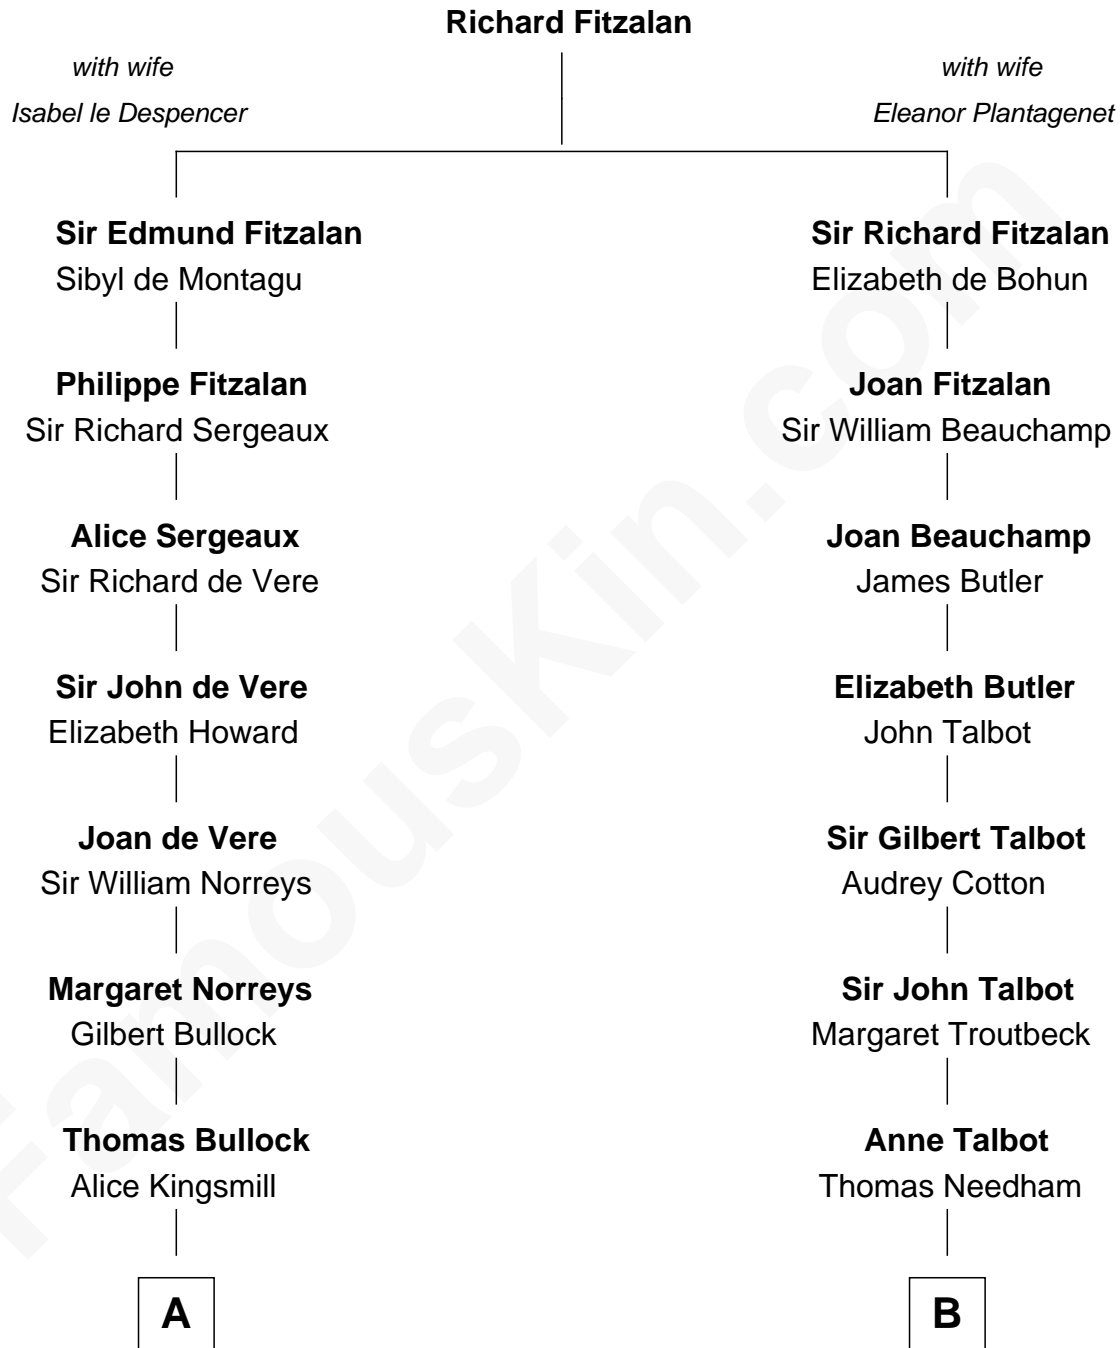 Richard Fitzalan
with wife
Isabel le Despencer
with wife
Eleanor Plantagenet
Sir Edmund Fitzalan
Sibyl de Montagu
Sir Richard Fitzalan
Elizabeth de Bohun
Philippe Fitzalan
Sir Richard Sergeaux
Joan Fitzalan
Sir William Beauchamp
Alice Sergeaux
Sir Richard de Vere
Joan Beauchamp
James Butler
Sir John de Vere
Elizabeth Howard
Elizabeth Butler
John Talbot
Joan de Vere
Sir William Norreys
Sir Gilbert Talbot
Audrey Cotton
Margaret Norreys
Gilbert Bullock
Sir John Talbot
Margaret Troutbeck
Thomas Bullock
Alice Kingsmill
Anne Talbot
Thomas Needham
A
B
FamousKin.com